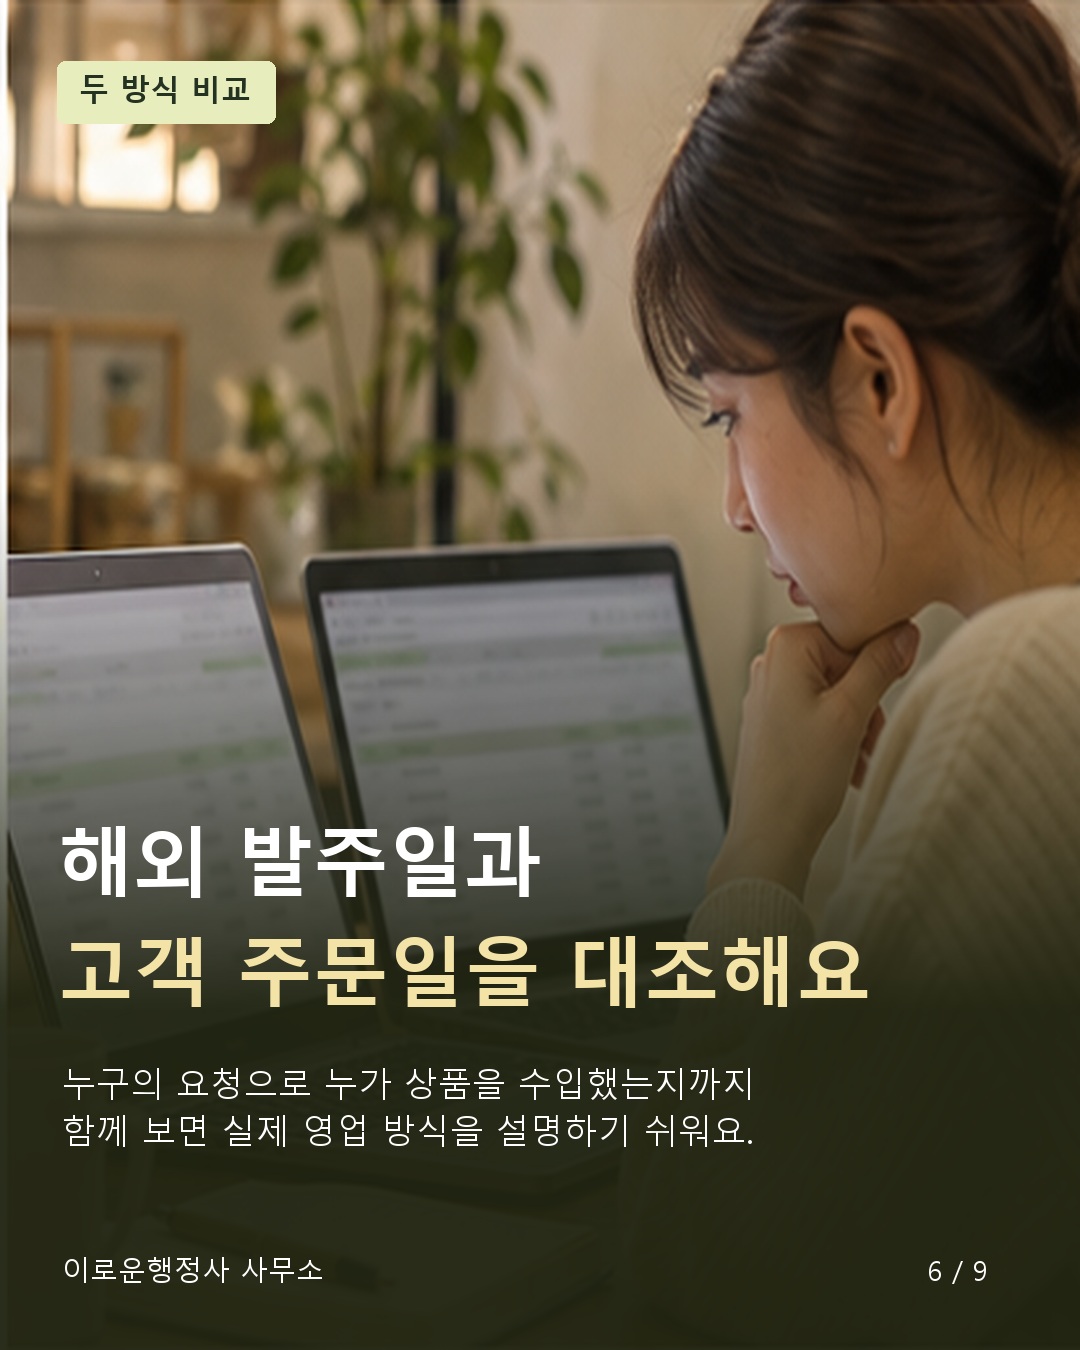 두 방식 비교
해외 발주일과
고객 주문일을 대조해요
누구의 요청으로 누가 상품을 수입했는지까지
함께 보면 실제 영업 방식을 설명하기 쉬워요.
이로운행정사 사무소
6 / 9